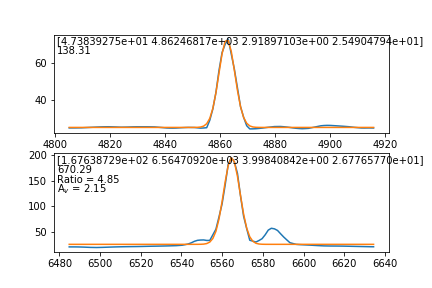 [4.73839275e+01 4.86246817e+03 2.91897103e+00 2.54904794e+01]
138.31
60
40
4800 4820 4840 4860 4880 4900 4920
[1.67638729e+02 6.56470920e+03 3.99840842e+00 2.67765770e+01]
670.29
Ratio = 4.85
Aᵥ = 2.15
200
150
100
50
6480 6500 6520 6540 6560 6580 6600 6620 6640